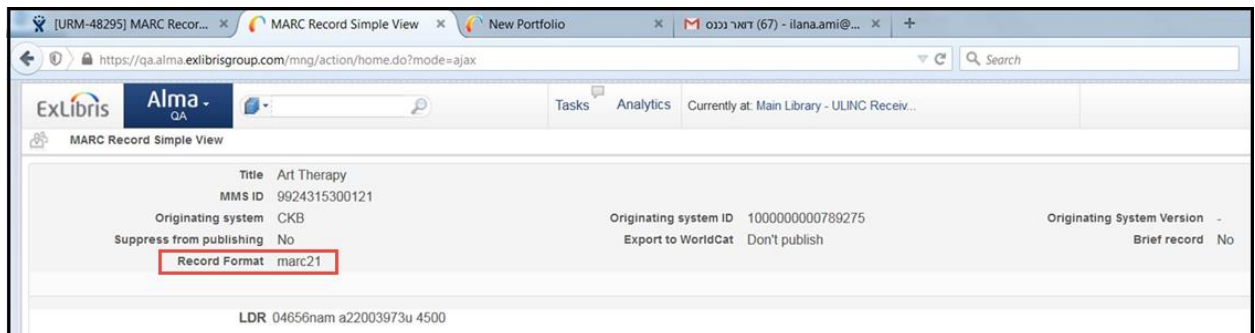 [URM-48295] MARC Recor... × MARC Record Simple View × New Portfolio × דואר נכנס (67) - ilana.ami@... × +
https://qa.alma.exlibrisgroup.com/mng/action/home.do?mode=ajax Search
ExLibris Alma QA Tasks Analytics Currently at: Main Library - ULINC Receiv...
MARC Record Simple View
Title Art Therapy
MMS ID 9924315300121
Originating system CKB Originating system ID 1000000000789275 Originating System Version -
Suppress from publishing No Export to WorldCat Don't publish Brief record No
Record Format marc21
LDR 04656nam a22003973u 4500